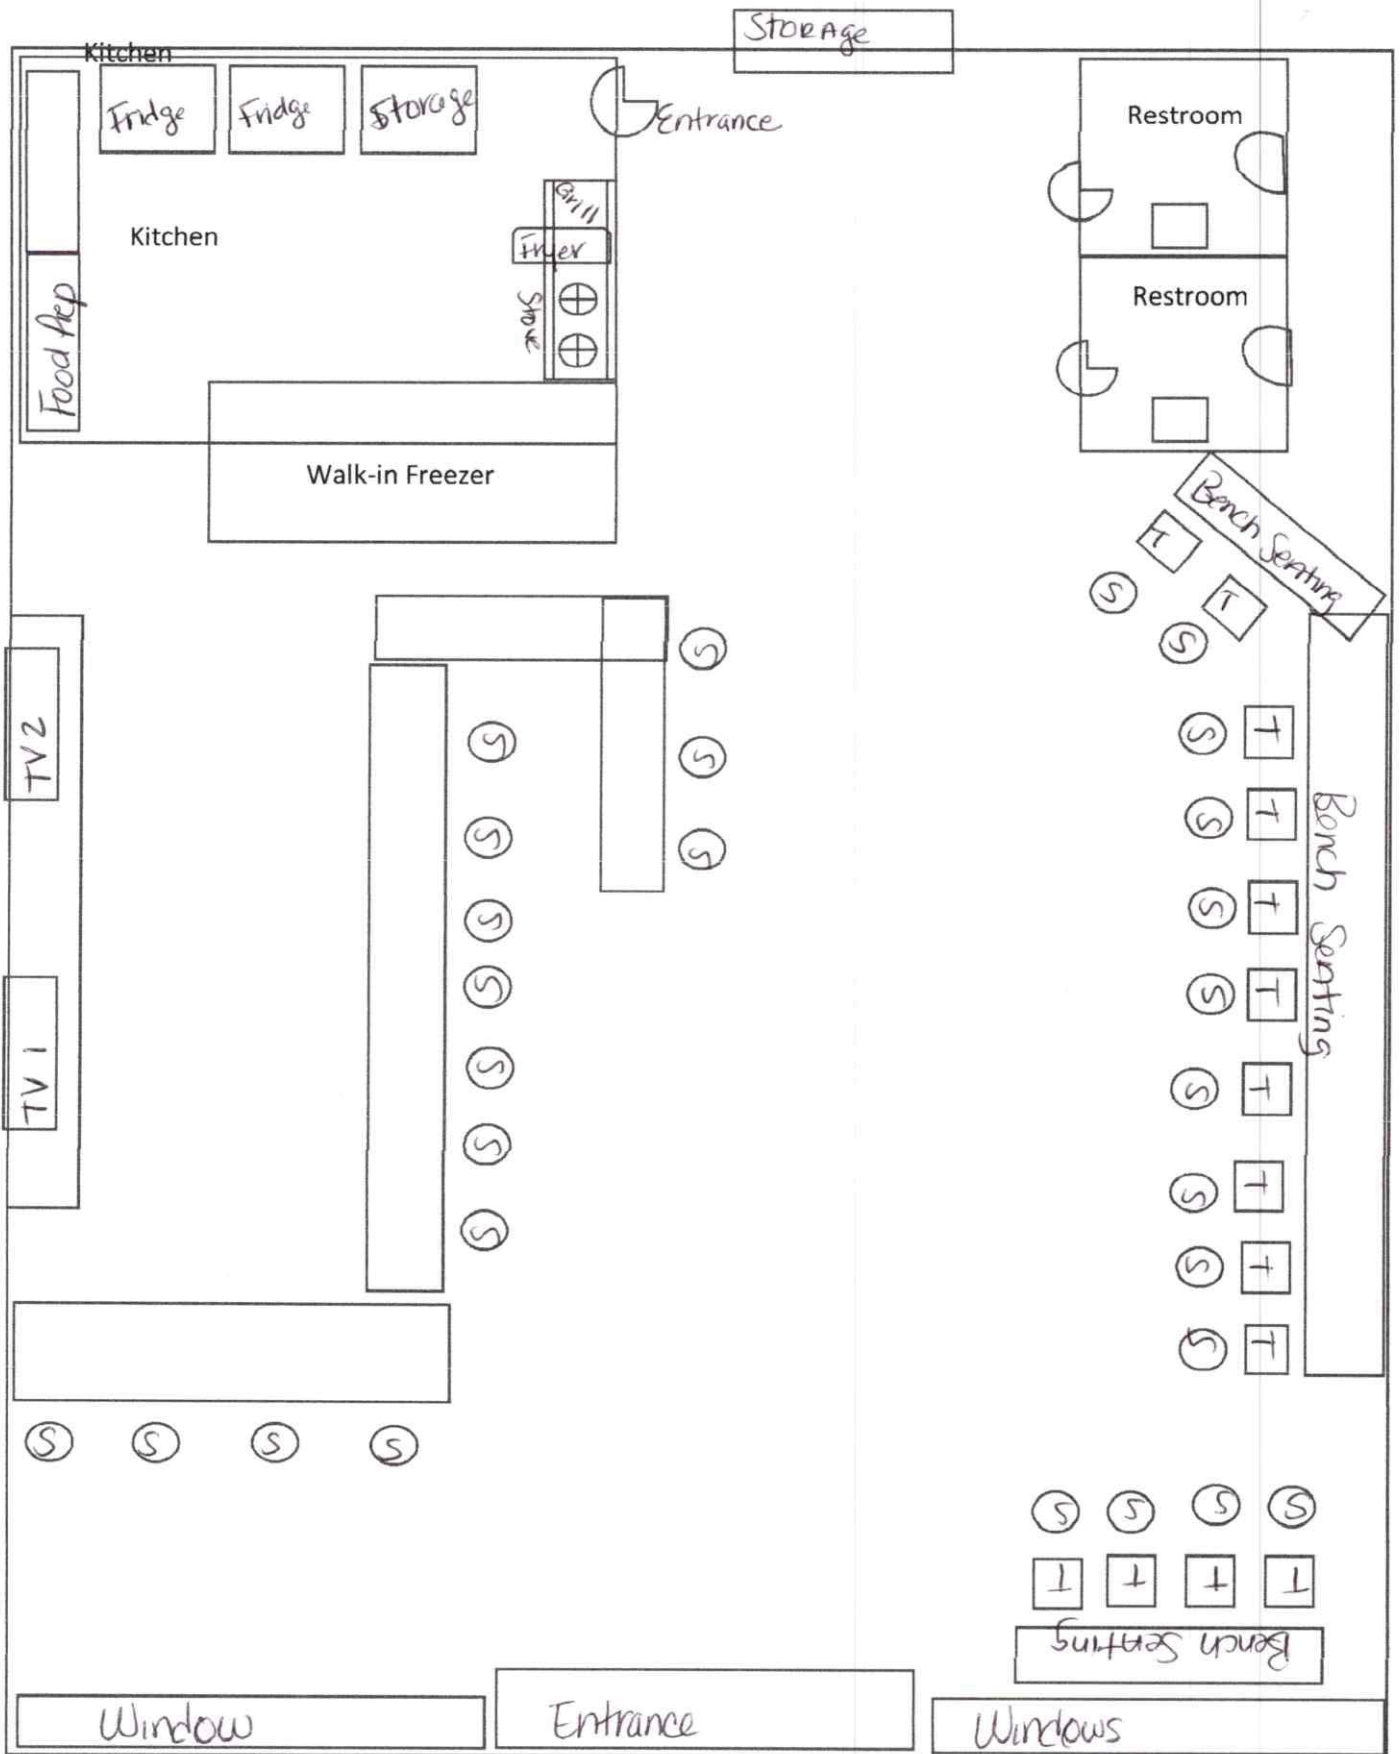 Storage
Kitchen
Fridge
Fridge
Storage
Entrance
Restroom
Grill
Kitchen
Fryer
Stove
Food Prep
Restroom
Walk-in Freezer
Bench Seating
T
T
S
S
S
S
S
TV 2
TV 1
S
S
S
S
S
S
S
S T
S T
S T
S T
S T
S T
S T
S T
Bench Seating
S S S S
S S S S
T T T T
Bench Seating
Window
Entrance
Windows